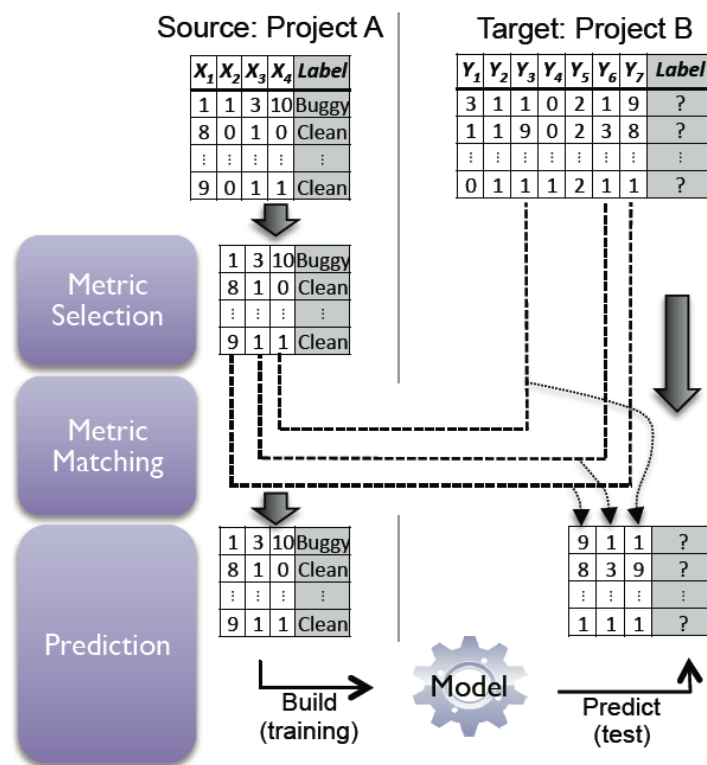 Source: Project A
Target: Project B
X1 X2 X3 X4 Label
1 1 3 10 Buggy
8 0 1 0 Clean
⋮ ⋮ ⋮ ⋮ ⋮
9 0 1 1 Clean
Y1 Y2 Y3 Y4 Y5 Y6 Y7 Label
3 1 1 0 2 1 9 ?
1 1 9 0 2 3 8 ?
⋮ ⋮ ⋮ ⋮ ⋮ ⋮ ⋮ ⋮
0 1 1 1 2 1 1 ?
Metric
Selection
1 3 10 Buggy
8 1 0 Clean
⋮ ⋮ ⋮ ⋮
9 1 1 Clean
Metric
Matching
Prediction
1 3 10 Buggy
8 1 0 Clean
⋮ ⋮ ⋮ ⋮
9 1 1 Clean
9 1 1 ?
8 3 9 ?
⋮ ⋮ ⋮ ⋮
1 1 1 ?
Build
(training)
Model
Predict
(test)